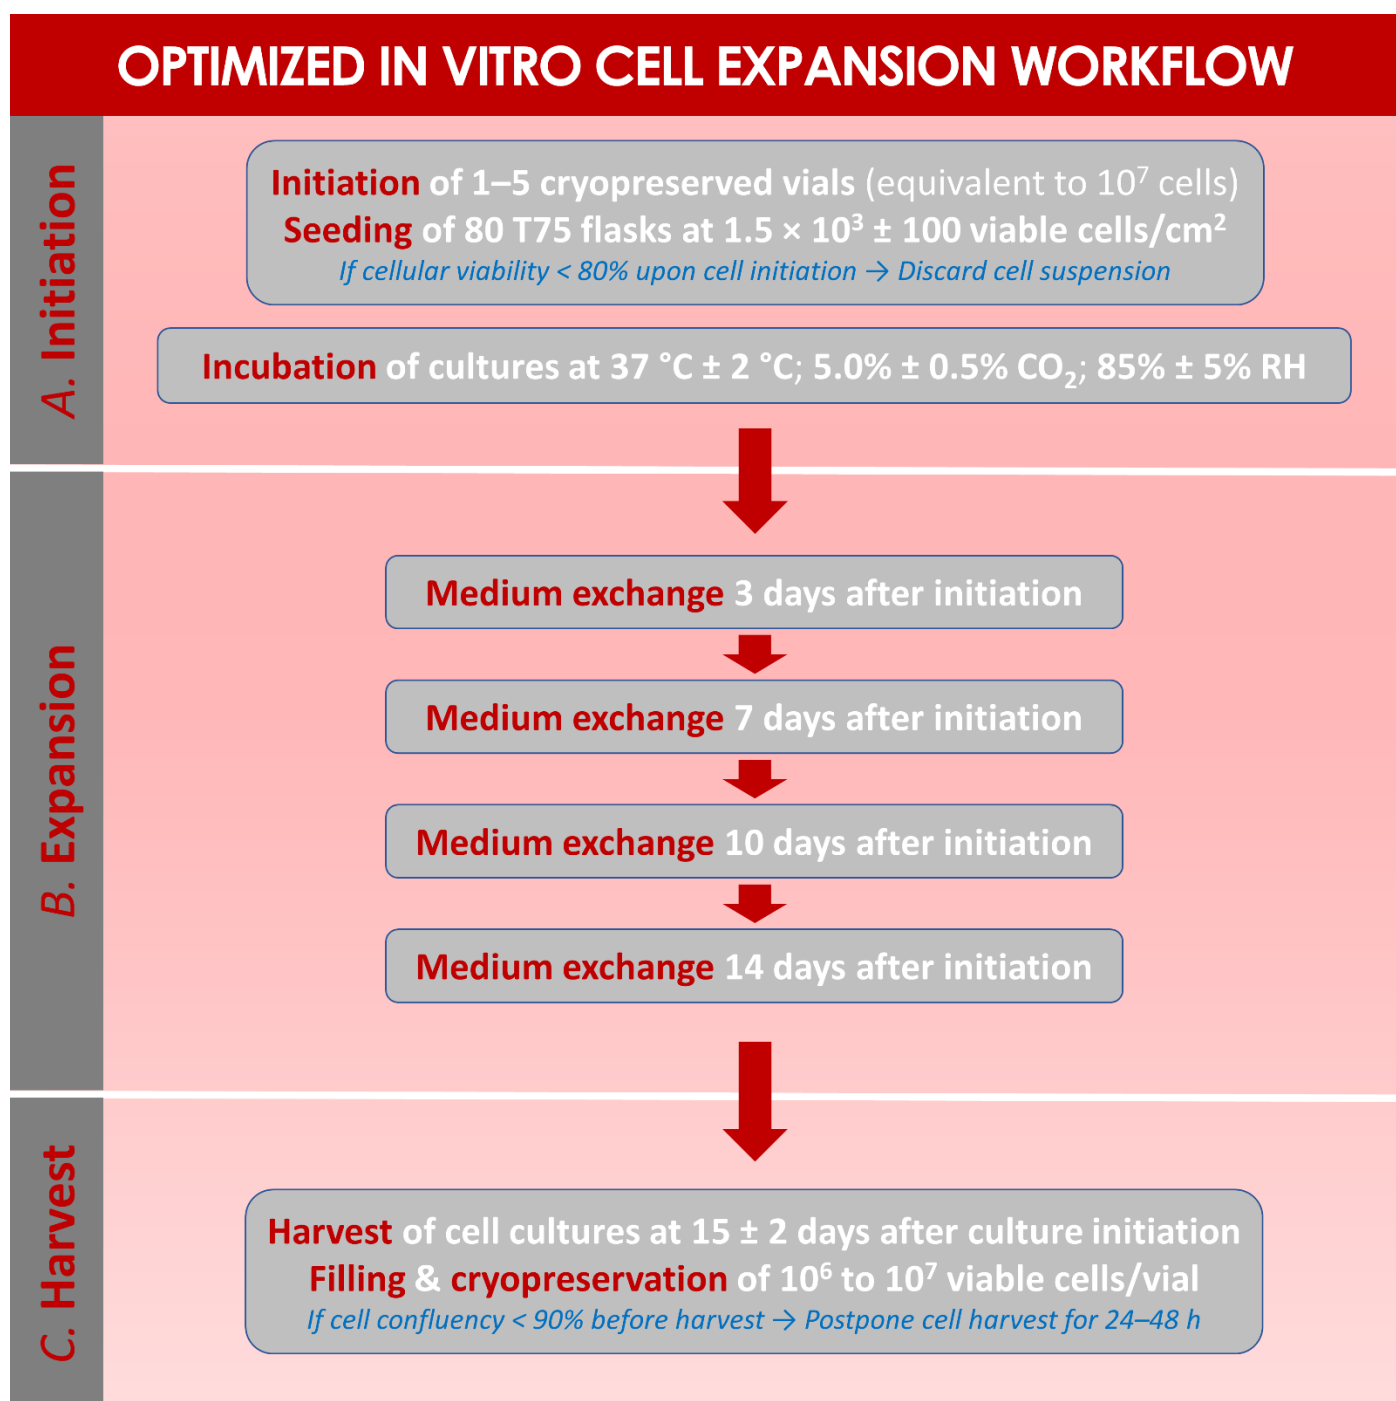 OPTIMIZED IN VITRO CELL EXPANSION WORKFLOW
A. Initiation
Initiation of 1–5 cryopreserved vials (equivalent to 10⁷ cells)
Seeding of 80 T75 flasks at 1.5 × 10³ ± 100 viable cells/cm²
If cellular viability < 80% upon cell initiation → Discard cell suspension
Incubation of cultures at 37 °C ± 2 °C; 5.0% ± 0.5% CO₂; 85% ± 5% RH
B. Expansion
Medium exchange 3 days after initiation
Medium exchange 7 days after initiation
Medium exchange 10 days after initiation
Medium exchange 14 days after initiation
C. Harvest
Harvest of cell cultures at 15 ± 2 days after culture initiation
Filling & cryopreservation of 10⁶ to 10⁷ viable cells/vial
If cell confluency < 90% before harvest → Postpone cell harvest for 24–48 h